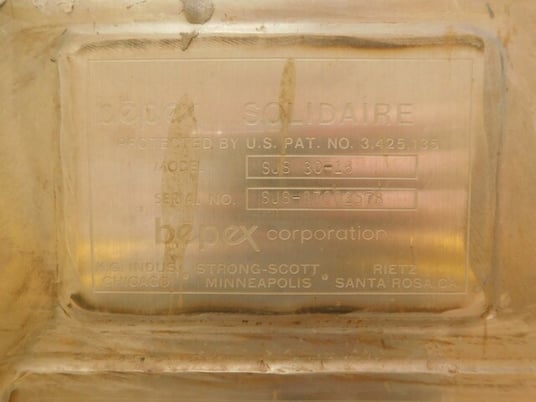 bepex SOLIDAIRE
PROTECTED BY U.S. PAT. NO. 3,425,135
MODEL SJS 30-16
SERIAL NO.
bepex corporation
STRONG-SCOTT RIETZ
CHICAGO • MINNEAPOLIS • SANTA ROSA, CA